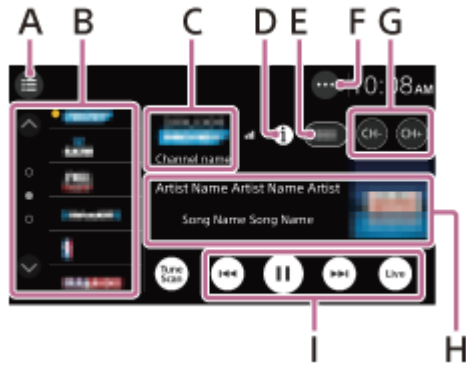 A B C D E F G
10:08AM
CH- CH+
i
Channel name
Artist Name Artist Name Artist
Song Name Song Name
Tune Scan
Live
I
H